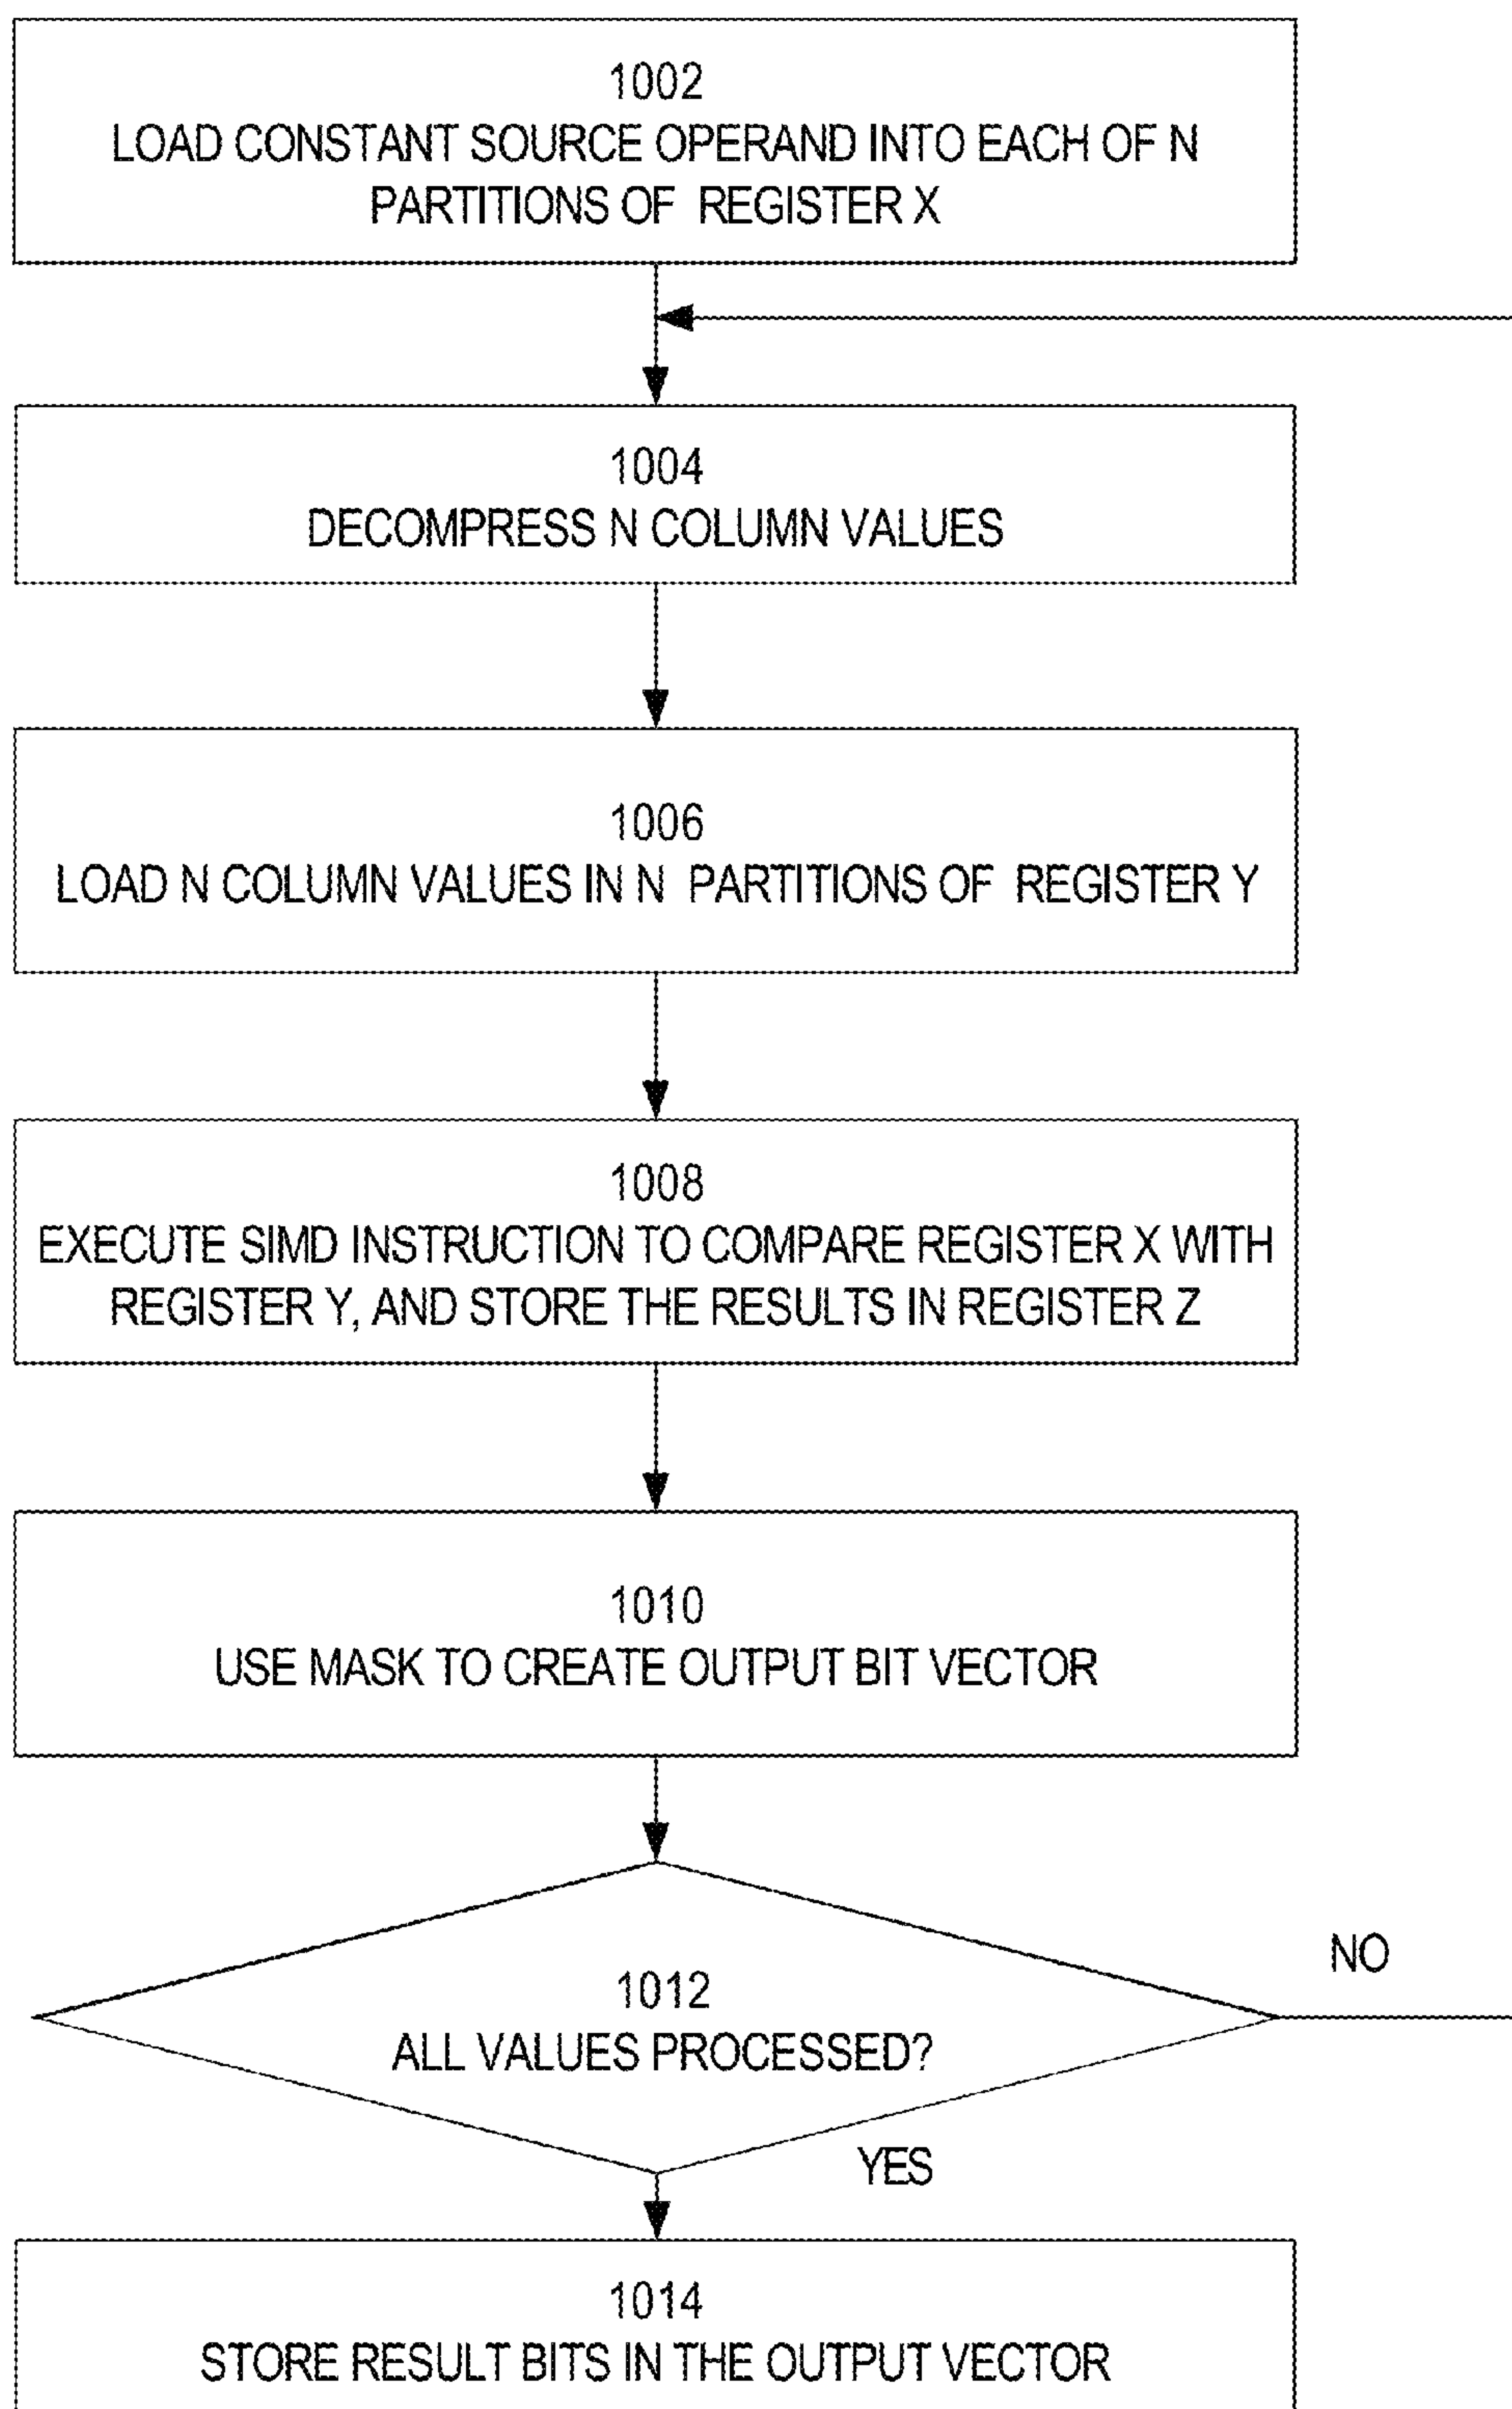 1002
LOAD CONSTANT SOURCE OPERAND INTO EACH OF N
PARTITIONS OF REGISTER X
1004
DECOMPRESS N COLUMN VALUES
1006
LOAD N COLUMN VALUES IN N PARTITIONS OF REGISTER Y
1008
EXECUTE SIMD INSTRUCTION TO COMPARE REGISTER X WITH
REGISTER Y, AND STORE THE RESULTS IN REGISTER Z
1010
USE MASK TO CREATE OUTPUT BIT VECTOR
NO
1012
ALL VALUES PROCESSED?
YES
1014
STORE RESULT BITS IN THE OUTPUT VECTOR